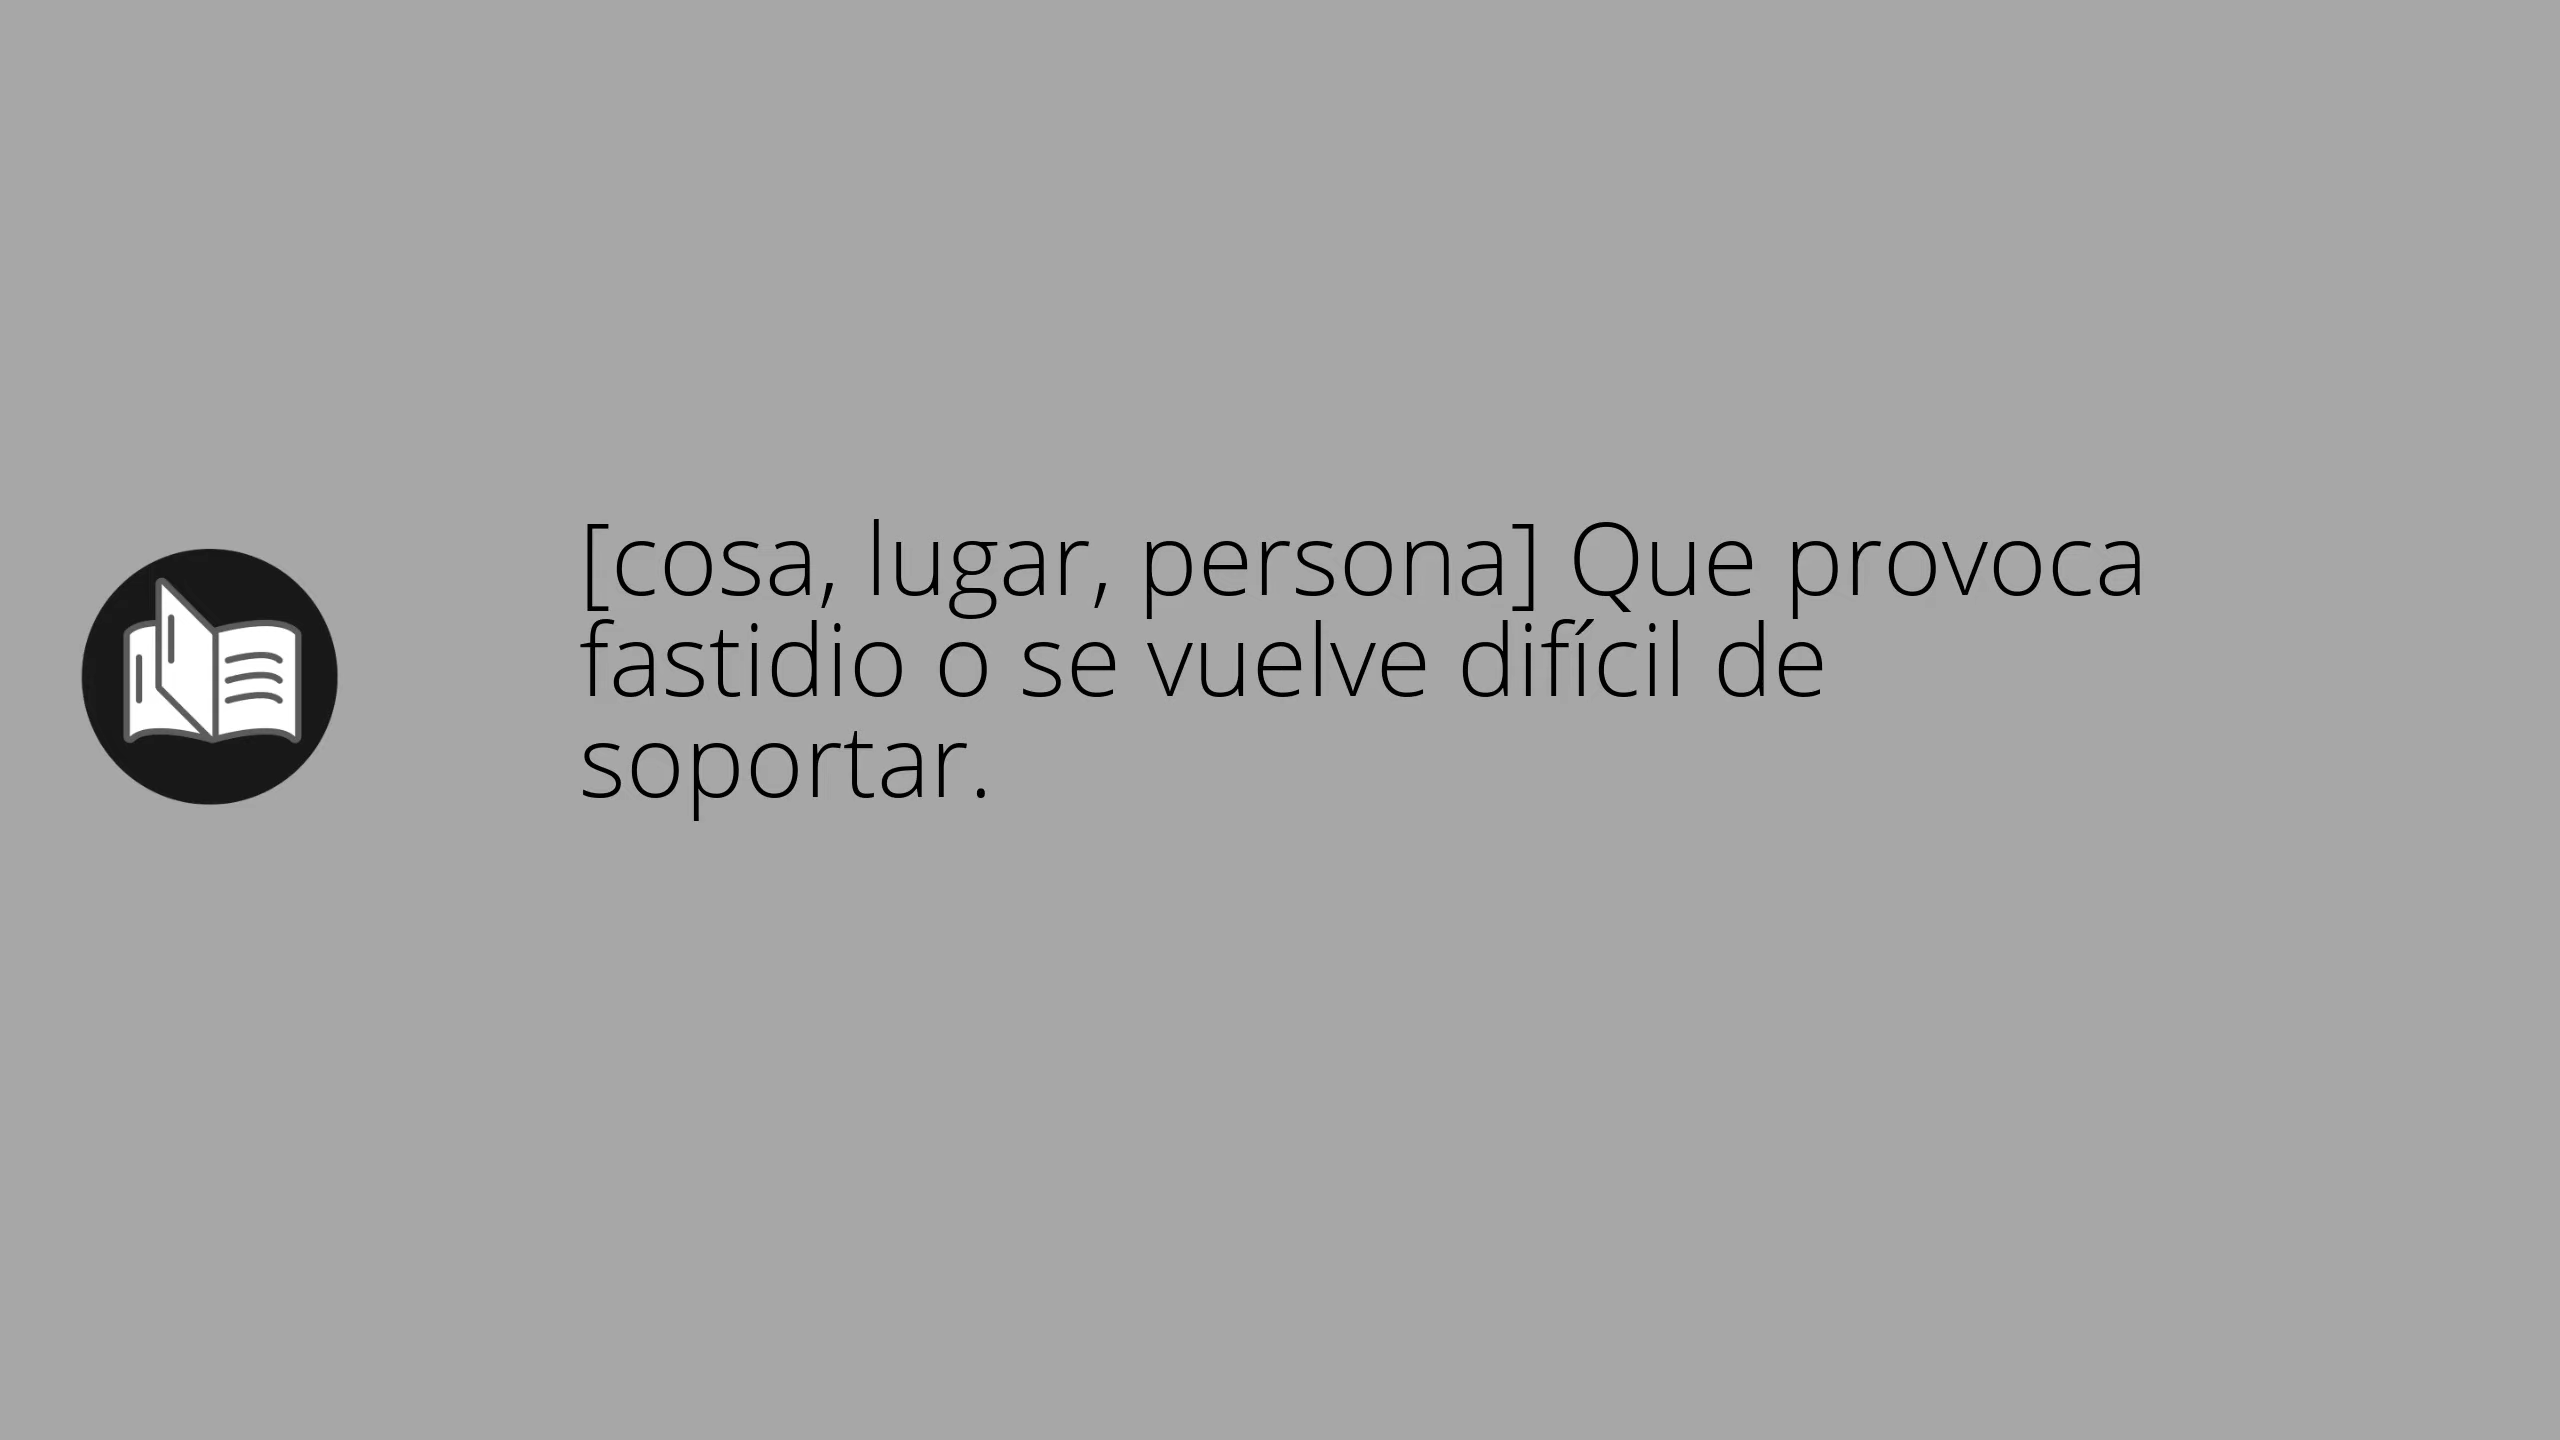 [cosa, lugar, persona] Que provoca
fastidio o se vuelve difícil de
soportar.